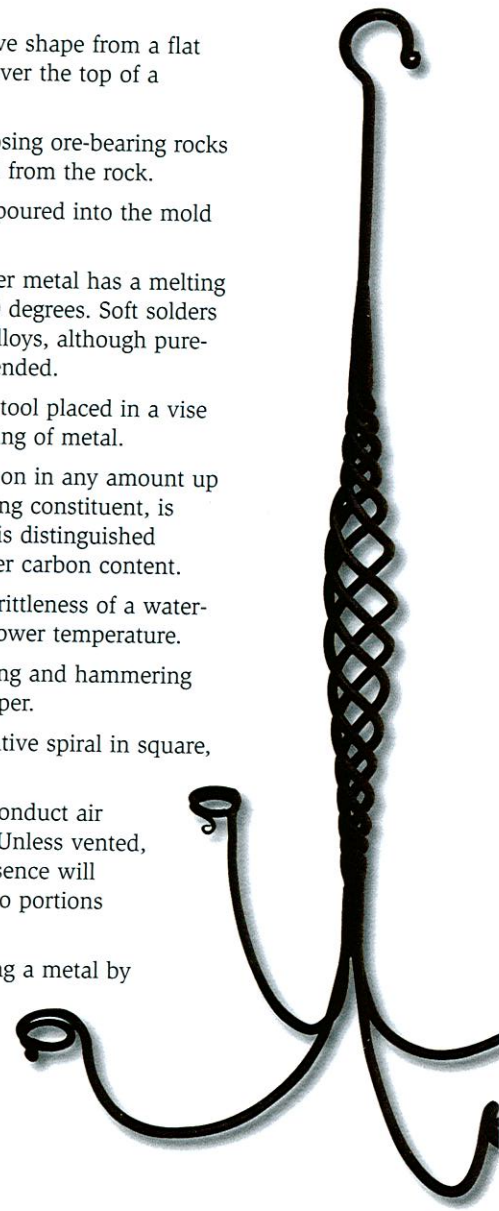 ve shape from a flat
ver the top of a
sing ore-bearing rocks
from the rock.
poured into the mold
er metal has a melting
degrees. Soft solders
lloys, although pure-
ended.
tool placed in a vise
ng of metal.
on in any amount up
ng constituent, is
is distinguished
er carbon content.
rittleness of a water-
ower temperature.
ng and hammering
per.
tive spiral in square,
onduct air
Unless vented,
sence will
o portions
ng a metal by